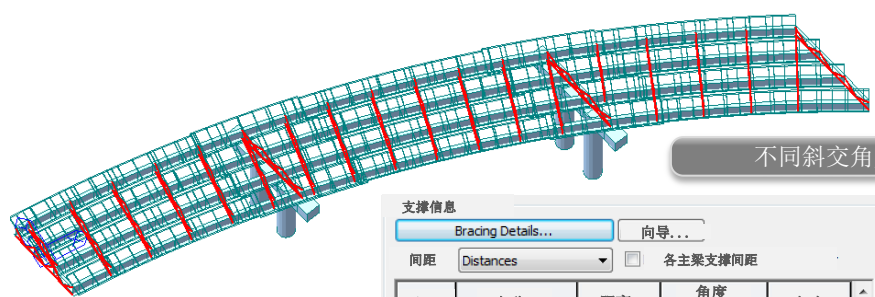 不同斜交角
支撑信息
Bracing Details... 向导...
间距 Distances 各主梁支撑间距
角度